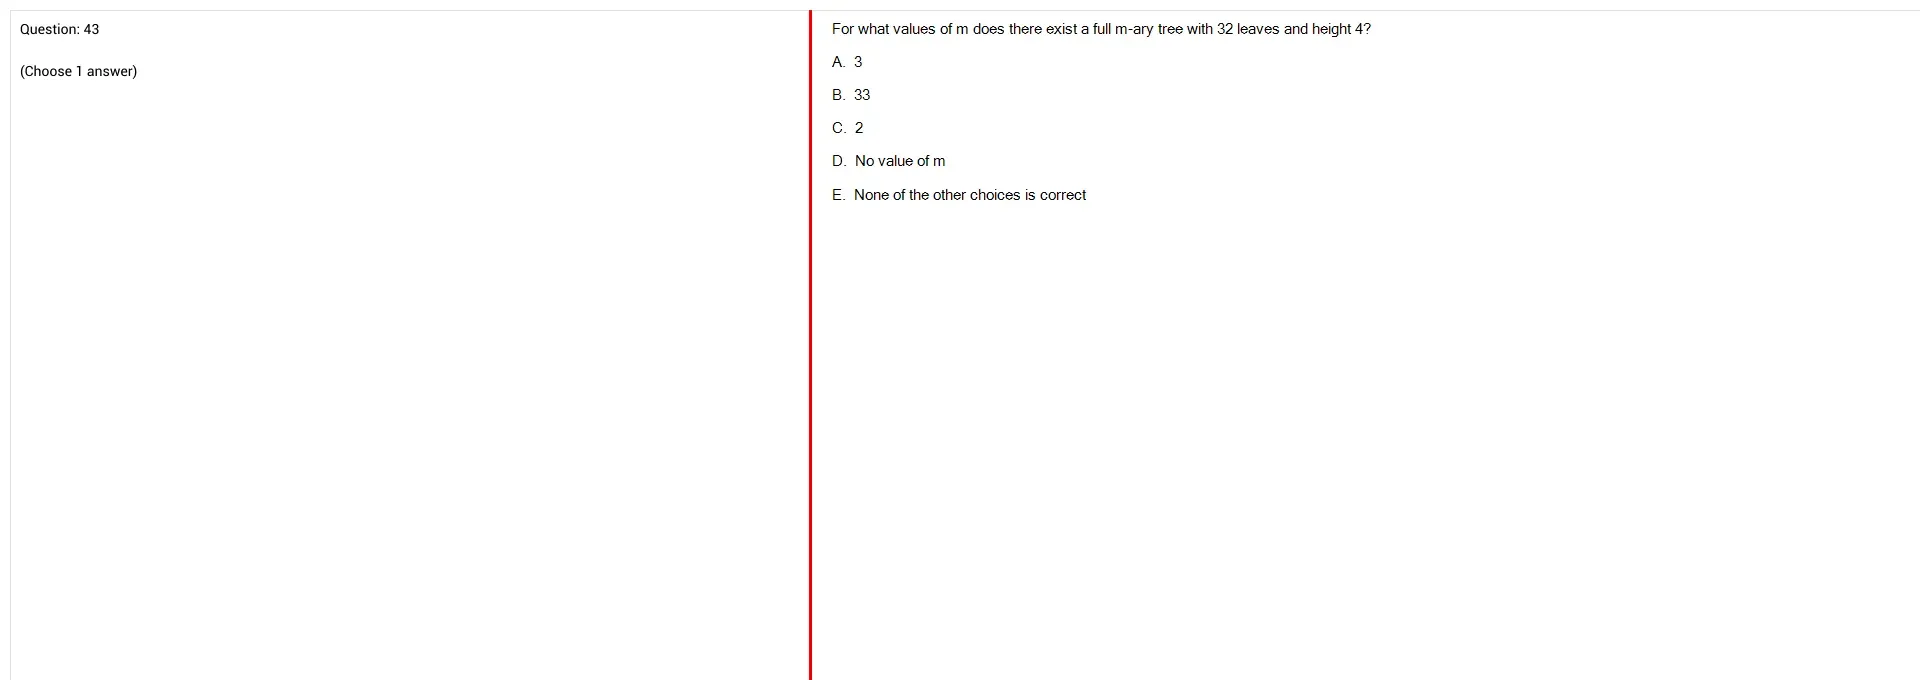 Question: 43
(Choose 1 answer)
For what values of m does there exist a full m-ary tree with 32 leaves and height 4?
A. 3
B. 33
C. 2
D. No value of m
E. None of the other choices is correct